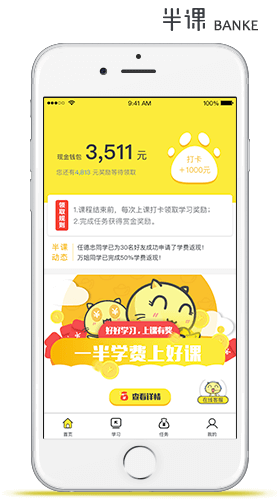 半课 BANKE
9:41 AM
100%
现金钱包 3,511 元
打卡
+1000元
您还有4,813 元奖励等待领取
领取规则
1.课程结束前，每次上课打卡领取学习奖励；
2.完成任务获得赏金奖励。
半课动态
任德忠同学已为30名好友成功申请了学费返现！
万姐同学已完成50%学费返现！
好好学习，上课有奖
一半学费上好课
查看详情
在线客服
首页
学习
任务
我的